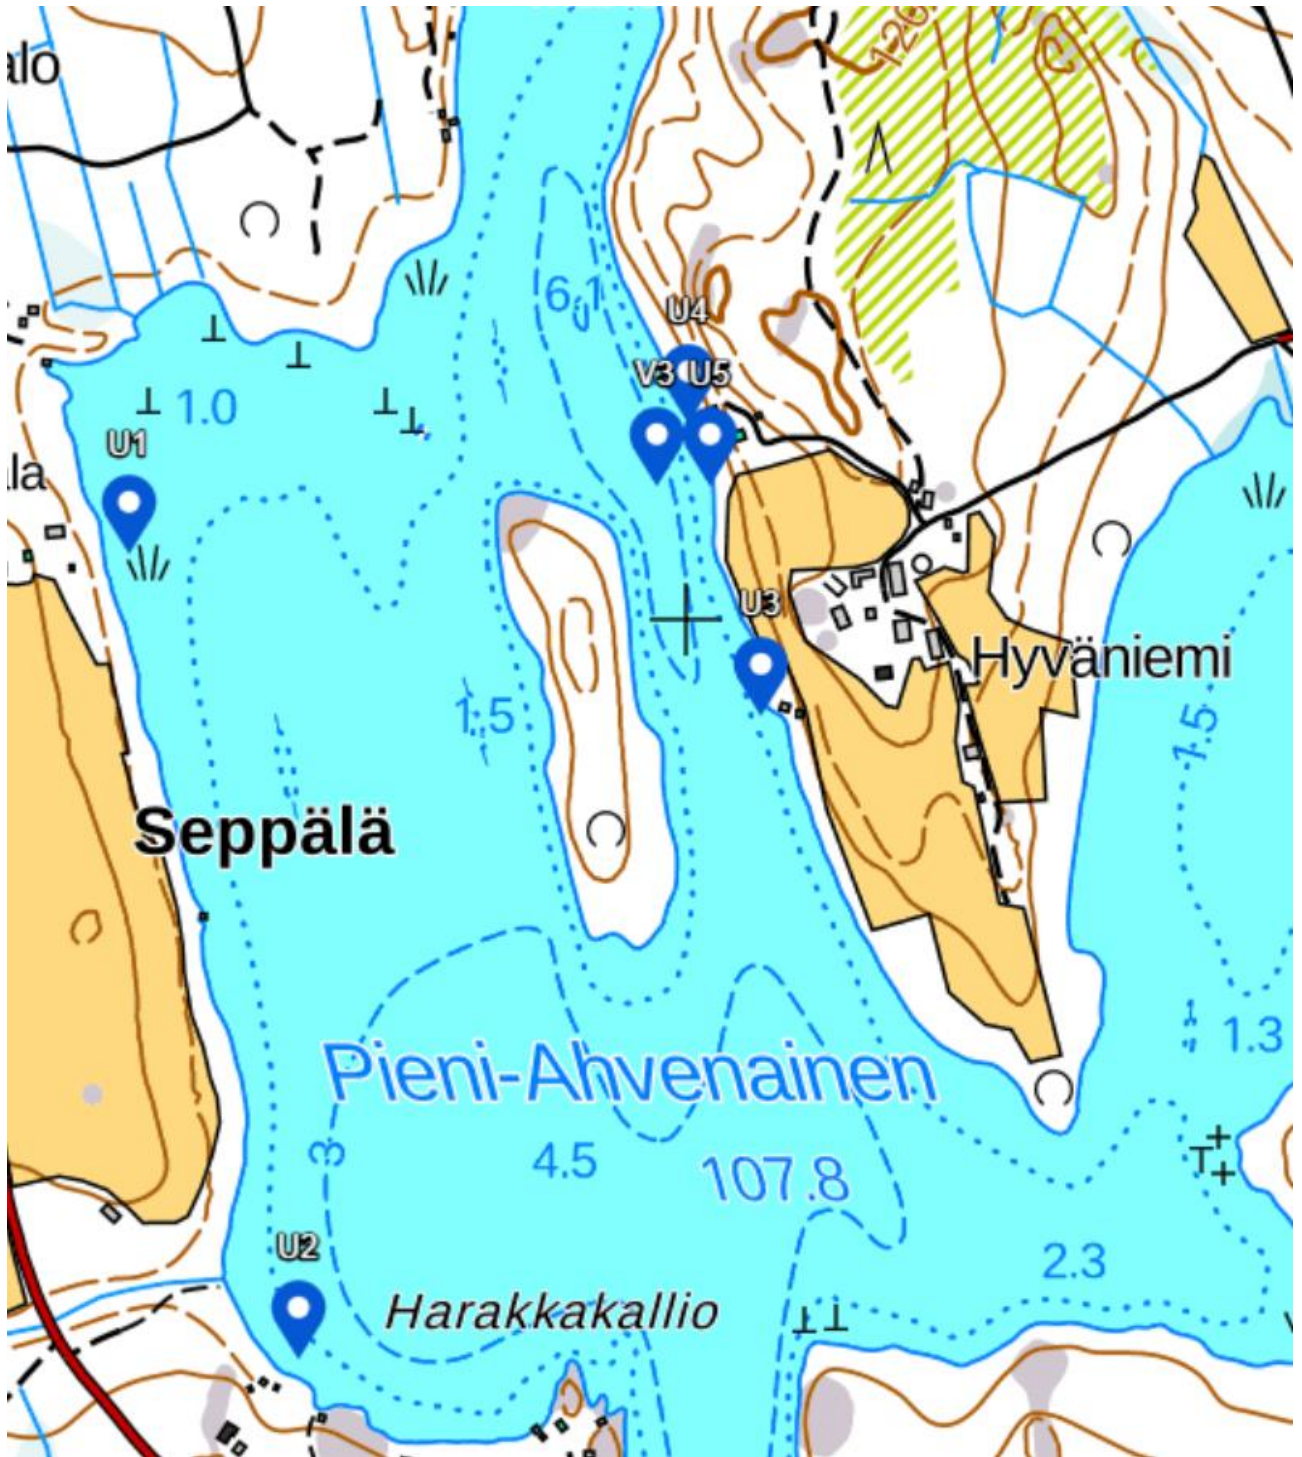 alo
120
6.1
U4
V3 U5
1.0
U1
la
U3
Hyväniemi
1.5
1.5
Seppälä
1.3
Pieni-Ahvenainen
3
4.5
107.8
U2
2.3
Harakkakallio